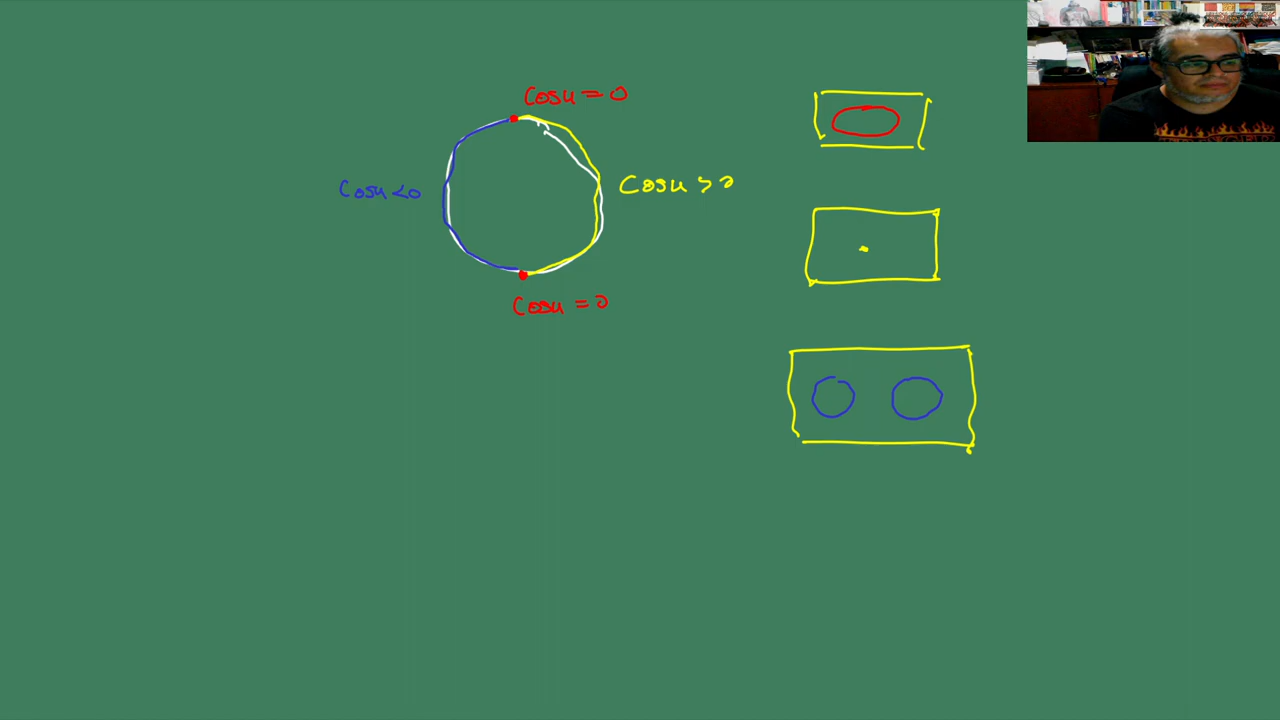 Cosu = 0
Cosu > 0
Cosu < 0
Cosu = 0